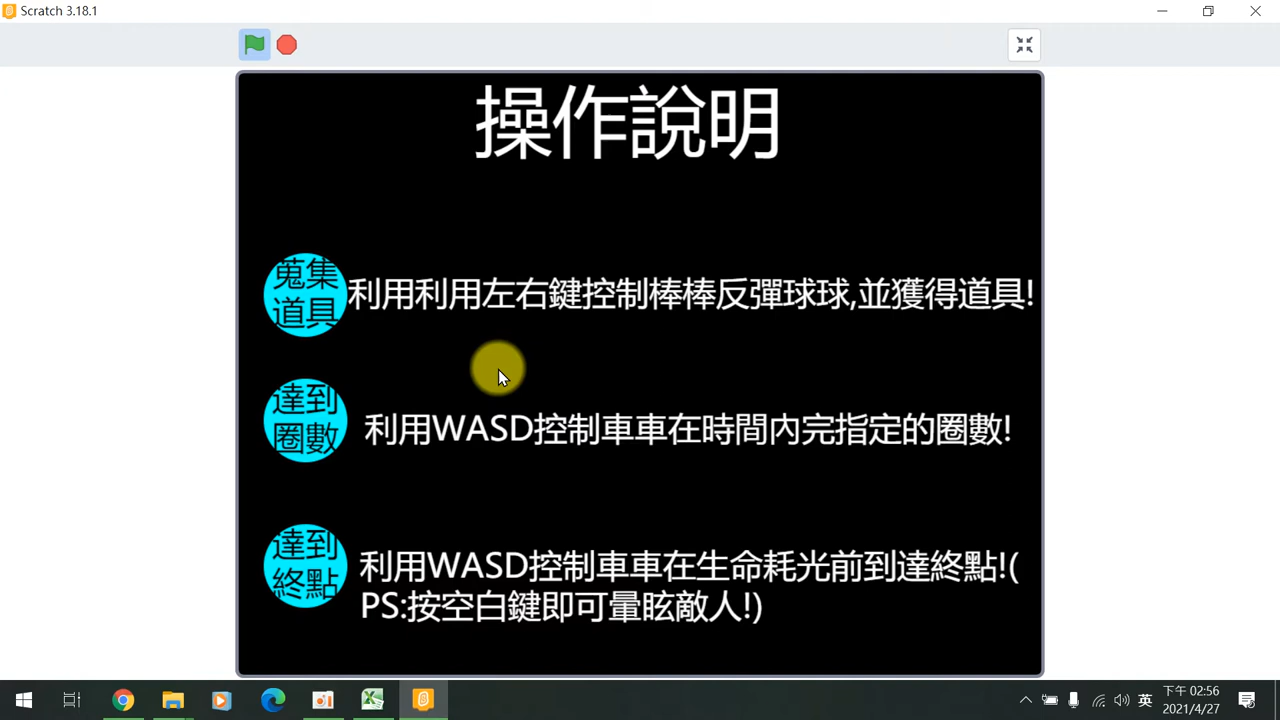 Scratch 3.18.1
操作說明
蒐集
道具
利用利用左右鍵控制棒棒反彈球球,並獲得道具!
達到
圈數
利用WASD控制車車在時間內完指定的圈數!
達到
終點
利用WASD控制車車在生命耗光前到達終點!(
PS:按空白鍵即可暈眩敵人!)
英
下午 02:56
2021/4/27